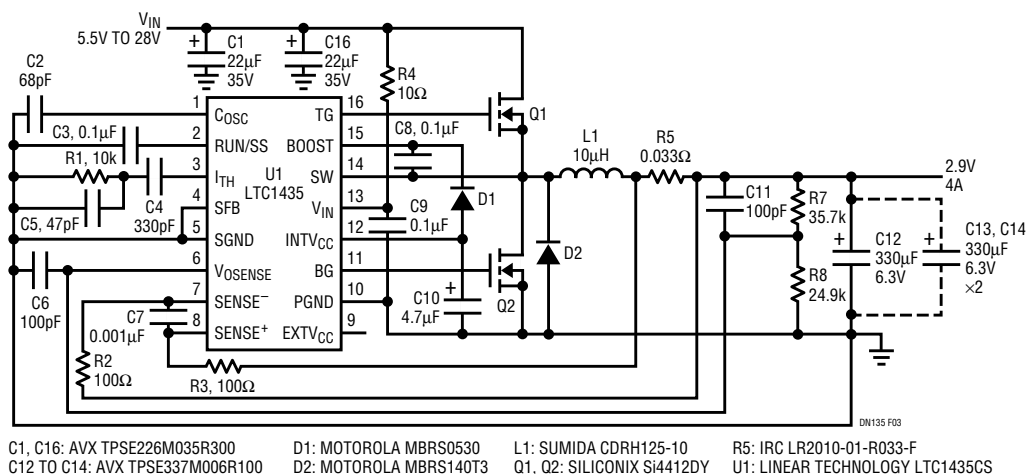 V_IN
5.5V TO 28V
C1
22µF
35V
C16
22µF
35V
R4
10Ω
C2
68pF
1
C_OSC
TG
16
Q1
C3, 0.1µF
2
RUN/SS
BOOST
15
C8, 0.1µF
R1, 10k
3
I_TH
U1
LTC1435
SW
14
L1
10µH
R5
0.033Ω
2.9V
4A
C5, 47pF
C4
330pF
4
SFB
V_IN
13
C9
0.1µF
D1
C11
100pF
R7
35.7k
5
SGND
INTV_CC
12
D2
C12
330µF
6.3V
C13, C14
330µF
6.3V
×2
6
V_OSENSE
BG
11
Q2
R8
24.9k
C6
100pF
7
SENSE⁻
PGND
10
C10
4.7µF
C7
0.001µF
8
SENSE⁺
EXTV_CC
9
R2
100Ω
R3, 100Ω
+
+
+
+
+
DN135 F03
C1, C16: AVX TPSE226M035R300
C12 TO C14: AVX TPSE337M006R100
D1: MOTOROLA MBRS0530
D2: MOTOROLA MBRS140T3
L1: SUMIDA CDRH125-10
Q1, Q2: SILICONIX Si4412DY
R5: IRC LR2010-01-R033-F
U1: LINEAR TECHNOLOGY LTC1435CS